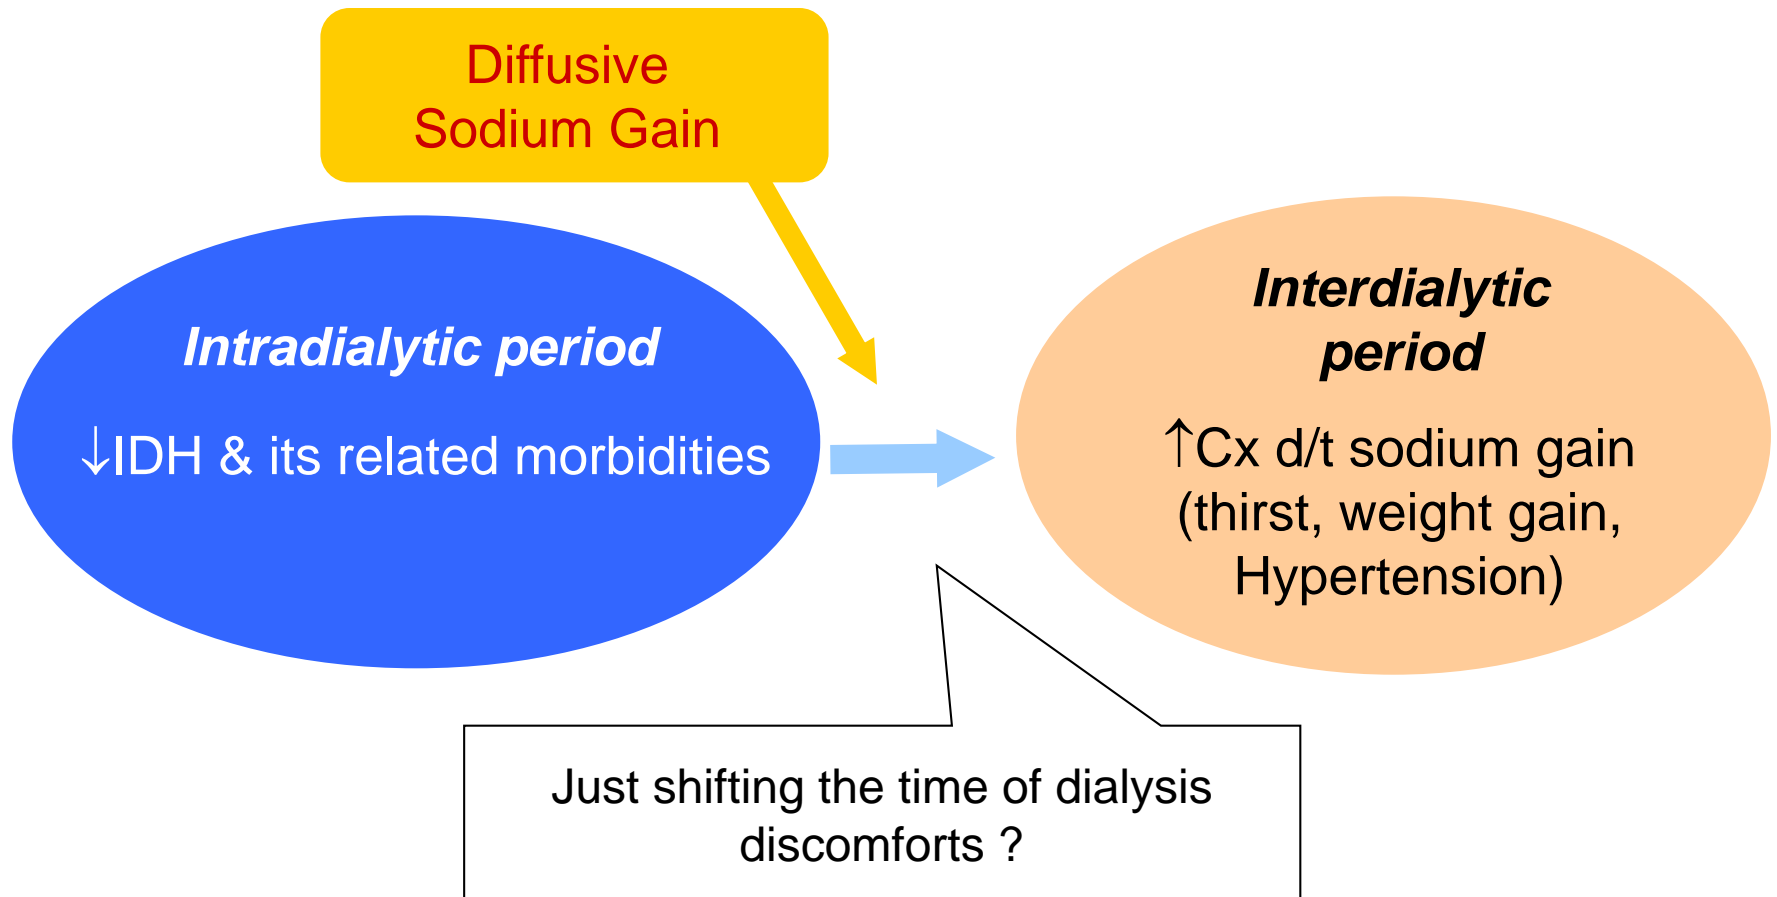 Diffusive
Sodium Gain
Intradialytic period
↓IDH & its related morbidities
Interdialytic
period
↑Cx d/t sodium gain
(thirst, weight gain,
Hypertension)
Just shifting the time of dialysis
discomforts ?